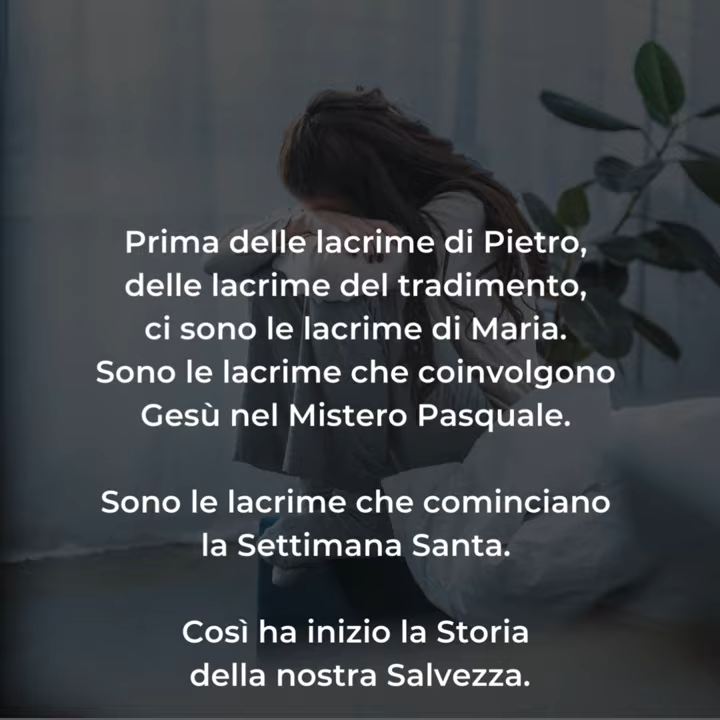 Prima delle lacrime di Pietro,
delle lacrime del tradimento,
ci sono le lacrime di Maria.
Sono le lacrime che coinvolgono
Gesù nel Mistero Pasquale.
Sono le lacrime che cominciano
la Settimana Santa.
Così ha inizio la Storia
della nostra Salvezza.